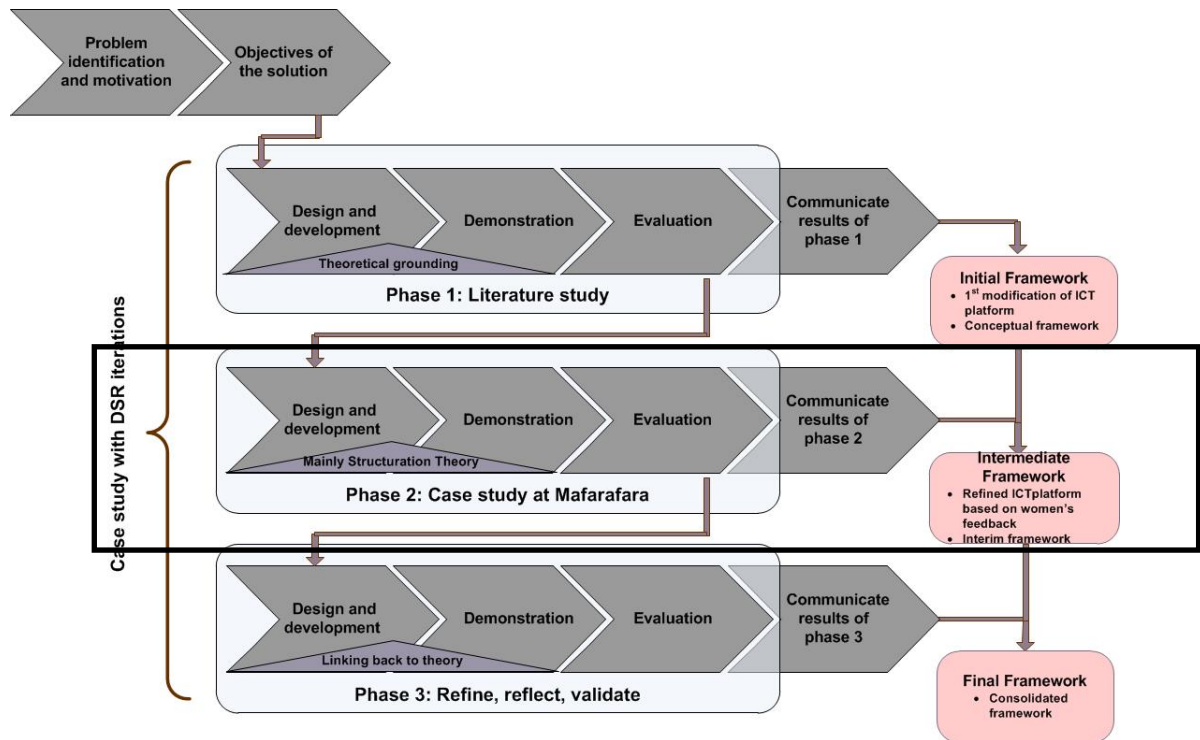 Problem
identification
and motivation
Objectives of
the solution
Case study with DSR iterations
Design and
development
Demonstration
Evaluation
Communicate
results of
phase 1
Theoretical grounding
Phase 1: Literature study
Initial Framework
• 1st modification of ICT
platform
• Conceptual framework
Design and
development
Demonstration
Evaluation
Communicate
results of
phase 2
Mainly Structuration Theory
Phase 2: Case study at Mafarafara
Intermediate
Framework
• Refined ICTplatform
based on women's
feedback
• Interim framework
Design and
development
Demonstration
Evaluation
Communicate
results of
phase 3
Linking back to theory
Phase 3: Refine, reflect, validate
Final Framework
• Consolidated
framework